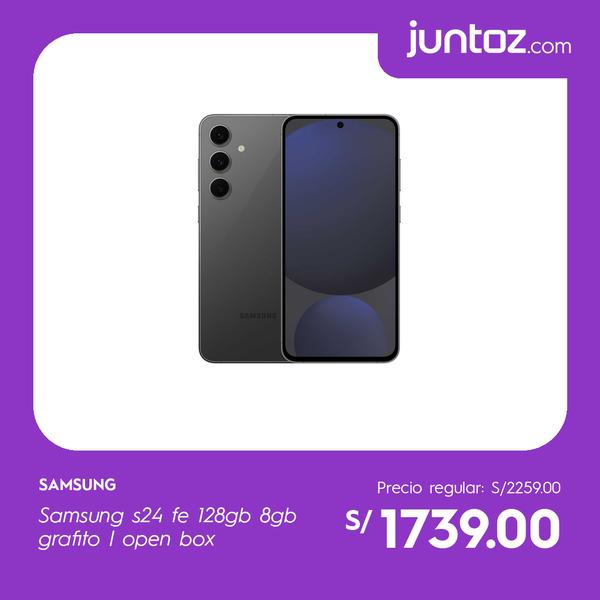 juntoz.com
SAMSUNG
SAMSUNG
Samsung s24 fe 128gb 8gb
grafito | open box
Precio regular: S/2259.00
S/1739.00